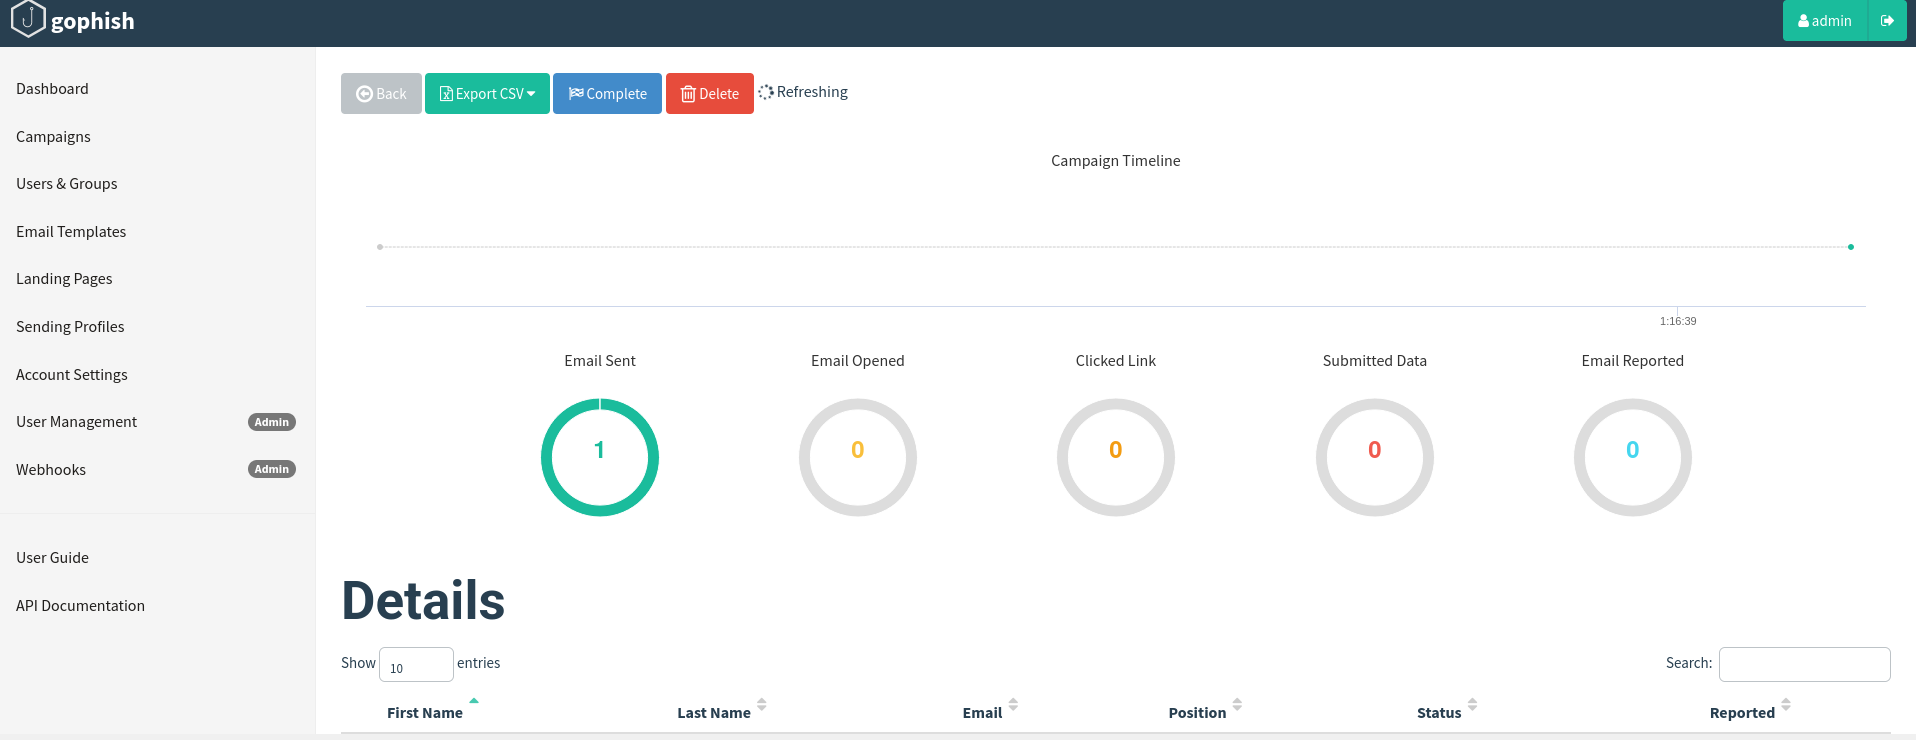 gophish
admin
Dashboard
Campaigns
Users & Groups
Email Templates
Landing Pages
Sending Profiles
Account Settings
User Management Admin
Webhooks Admin
User Guide
API Documentation
Back Export CSV Complete Delete Refreshing
Campaign Timeline
1:16:39
Email Sent Email Opened Clicked Link Submitted Data Email Reported
1 0 0 0 0
Details
Show 10 entries Search:
First Name Last Name Email Position Status Reported